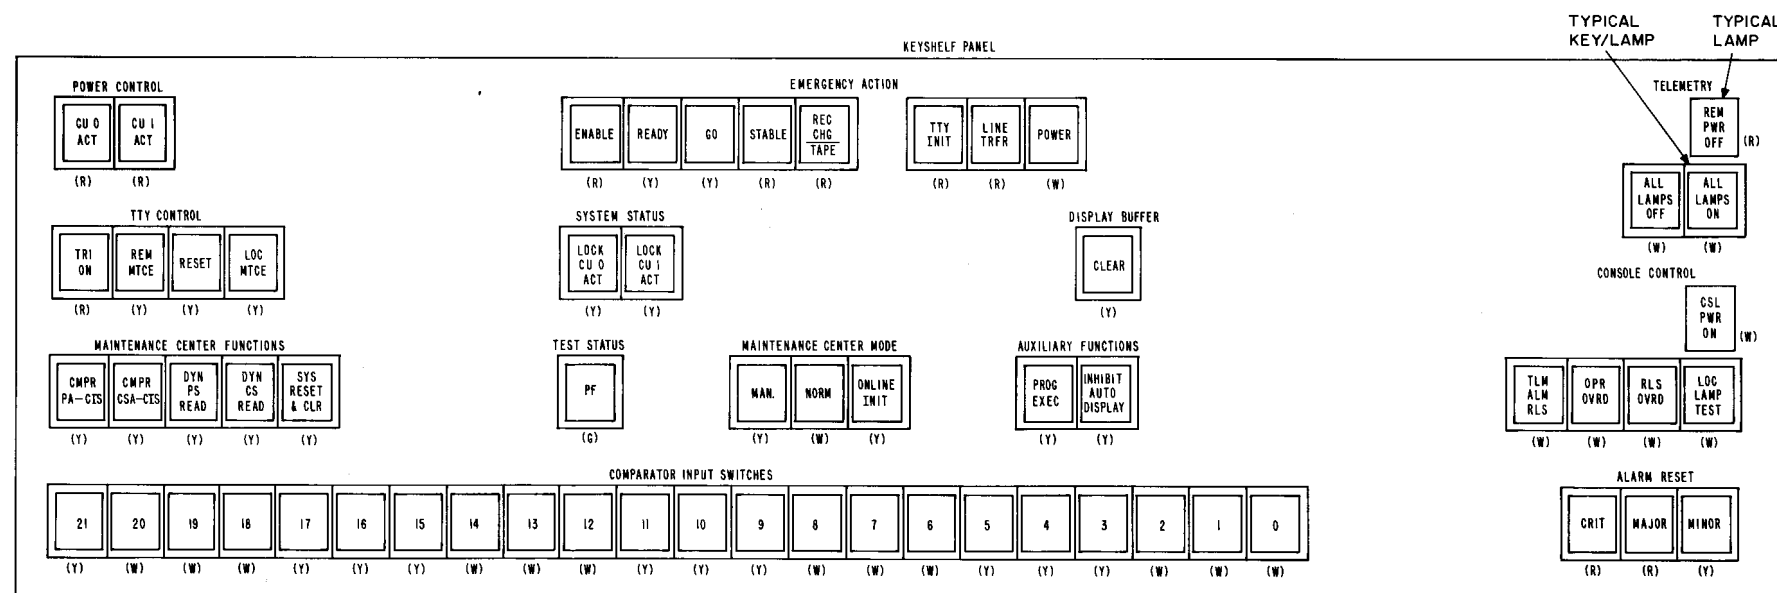 TYPICAL KEY/LAMP
TYPICAL LAMP
KEYSHELF PANEL
POWER CONTROL
EMERGENCY ACTION
TELEMETRY
CU 0 ACT
CU 1 ACT
ENABLE
READY
GO
STABLE
REC CHG TAPE
TTY INIT
LINE TRFR
POWER
REM PWR OFF
(R)
(R) (R)
(R) (Y) (Y) (R) (R)
(R) (R) (W)
ALL LAMPS OFF
ALL LAMPS ON
(W) (W)
TTY CONTROL
SYSTEM STATUS
DISPLAY BUFFER
TRI ON
REM MTCE
RESET
LOC MTCE
LOCK CU 0 ACT
LOCK CU 1 ACT
CLEAR
(R) (Y) (Y) (Y)
(Y) (Y)
(Y)
CONSOLE CONTROL
CSL PWR ON
(W)
MAINTENANCE CENTER FUNCTIONS
TEST STATUS
MAINTENANCE CENTER MODE
AUXILIARY FUNCTIONS
CMPR PA-CIS
CMPR CSA-CIS
DYN PS READ
DYN CS READ
SYS RESET & CLR
PF
MAN.
NORM
ONLINE INIT
PROG EXEC
INHIBIT AUTO DISPLAY
TLM ALM RLS
OPR OVRD
RLS OVRD
LOC LAMP TEST
(Y) (Y) (Y) (Y) (Y)
(G)
(Y) (W) (Y)
(Y) (Y)
(W) (W) (W) (W)
COMPARATOR INPUT SWITCHES
ALARM RESET
21 20 19 18 17 16 15 14 13 12 11 10 9 8 7 6 5 4 3 2 1 0
CRIT
MAJOR
MINOR
(Y) (W) (W) (W) (Y) (Y) (Y) (W) (W) (W) (Y) (Y) (Y) (W) (W) (W) (Y) (Y) (Y) (W) (W) (W)
(R) (R) (Y)